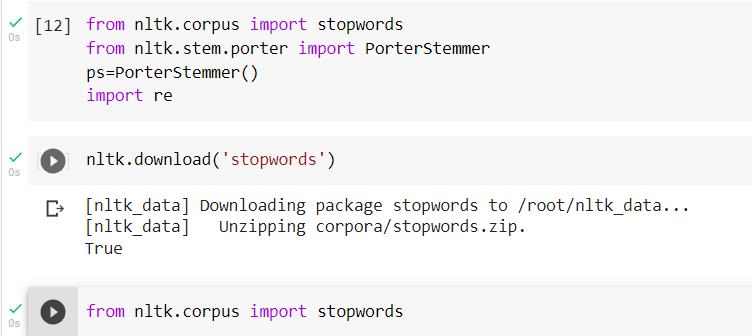 [12] from nltk.corpus import stopwords
from nltk.stem.porter import PorterStemmer
ps=PorterStemmer()
import re
0s
nltk.download('stopwords')
0s
[nltk_data] Downloading package stopwords to /root/nltk_data...
[nltk_data]   Unzipping corpora/stopwords.zip.
True
from nltk.corpus import stopwords
0s